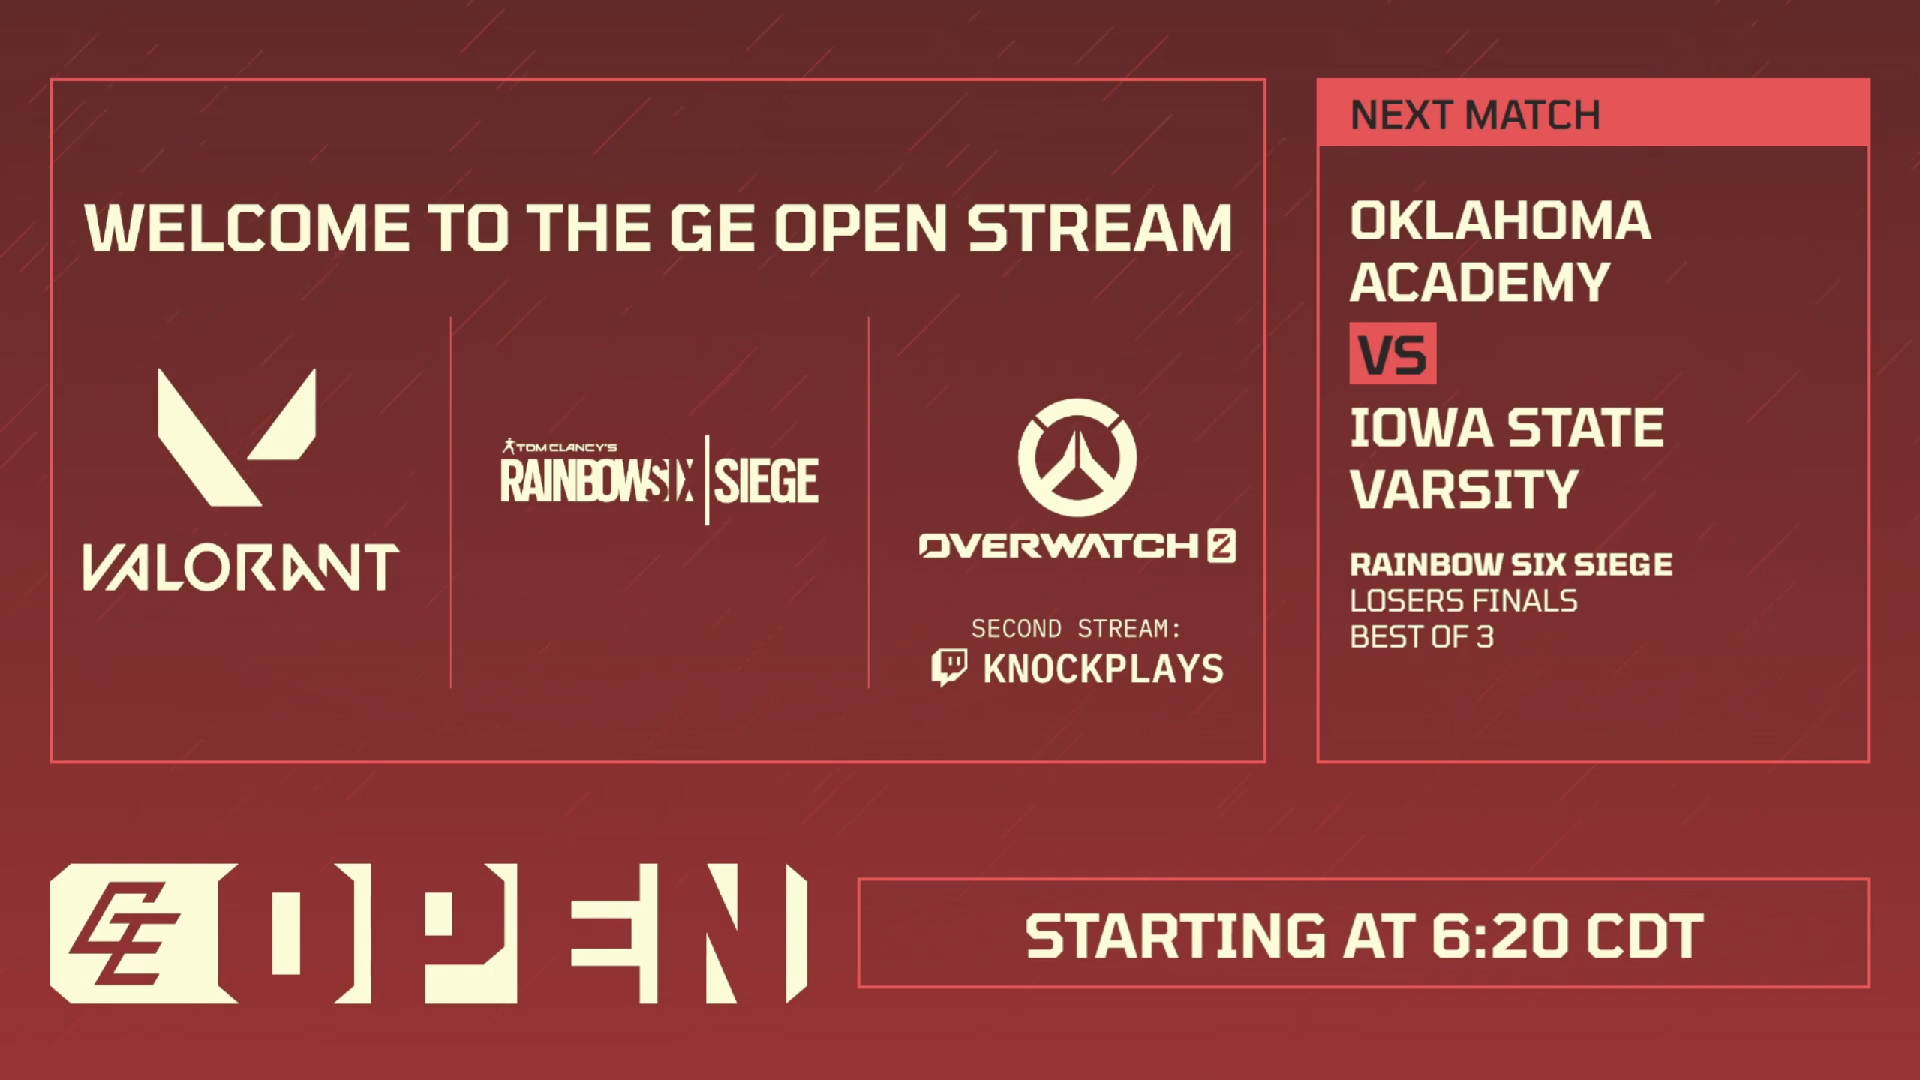 WELCOME TO THE GE OPEN STREAM
VALORANT
TOM CLANCY'S
RAINBOWSIX | SIEGE
OVERWATCH 2
SECOND STREAM:
KNOCKPLAYS
NEXT MATCH
OKLAHOMA
ACADEMY
VS
IOWA STATE
VARSITY
RAINBOW SIX SIEGE
LOSERS FINALS
BEST OF 3
GE OPEN
STARTING AT 6:20 CDT